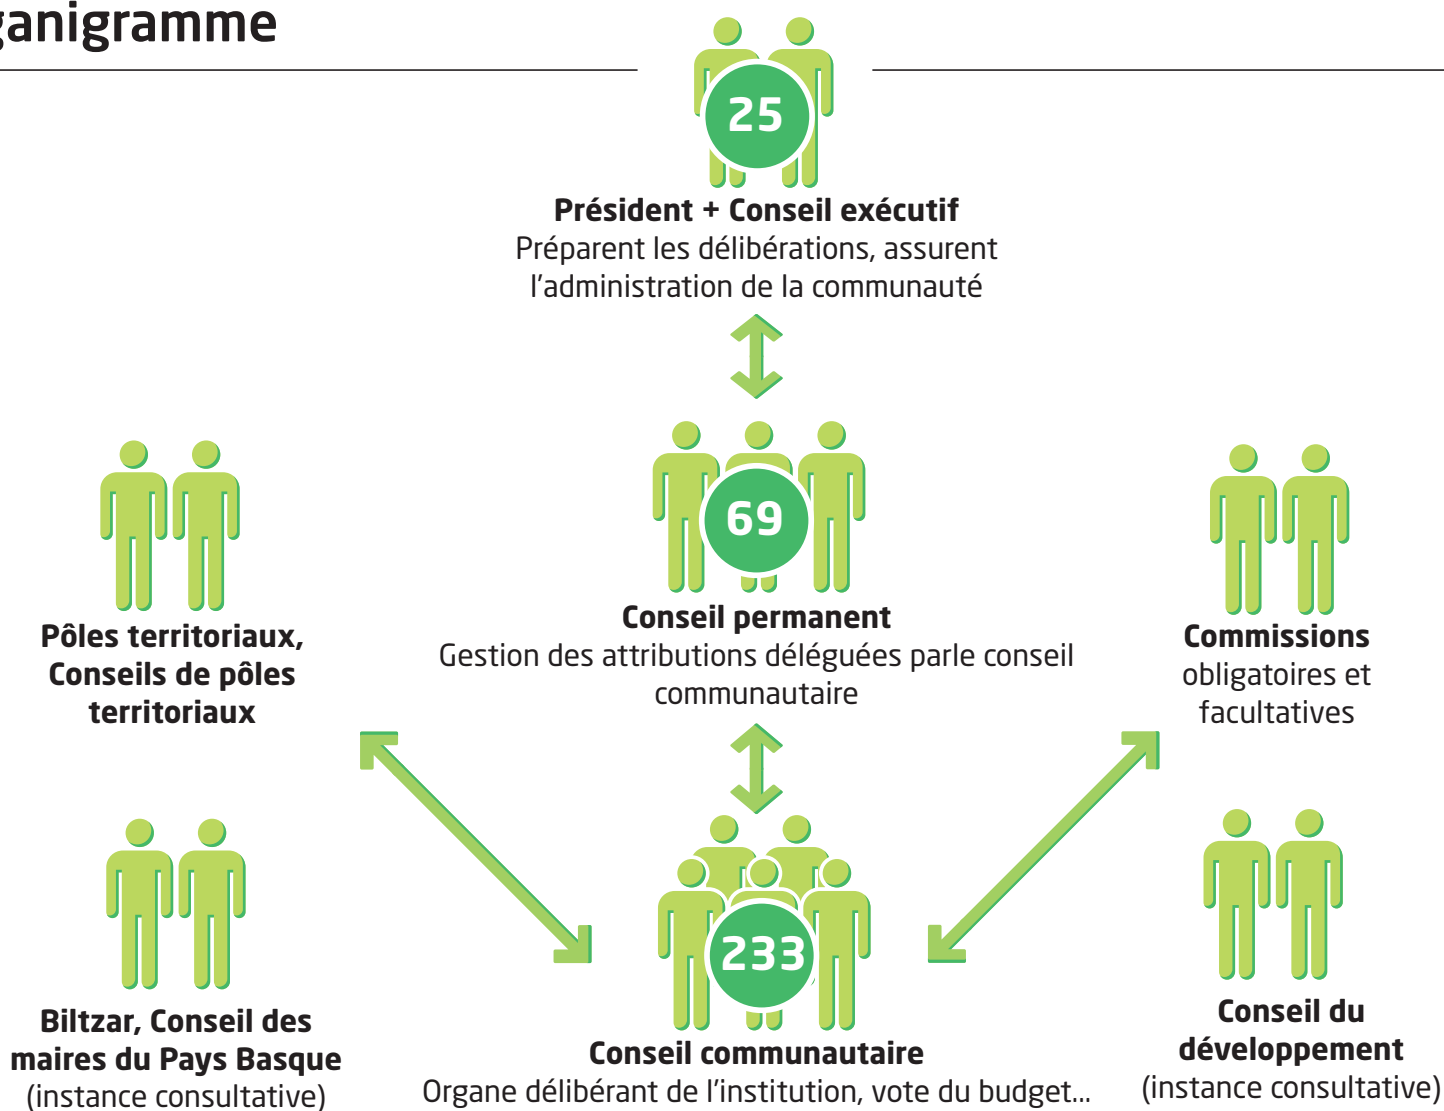 ganigramme
25
Président + Conseil exécutif
Préparent les délibérations, assurent
l'administration de la communauté
69
Conseil permanent
Gestion des attributions déléguées parle conseil
communautaire
Pôles territoriaux,
Conseils de pôles
territoriaux
Commissions
obligatoires et
facultatives
Biltzar, Conseil des
maires du Pays Basque
(instance consultative)
233
Conseil communautaire
Organe délibérant de l'institution, vote du budget...
Conseil du
développement
(instance consultative)